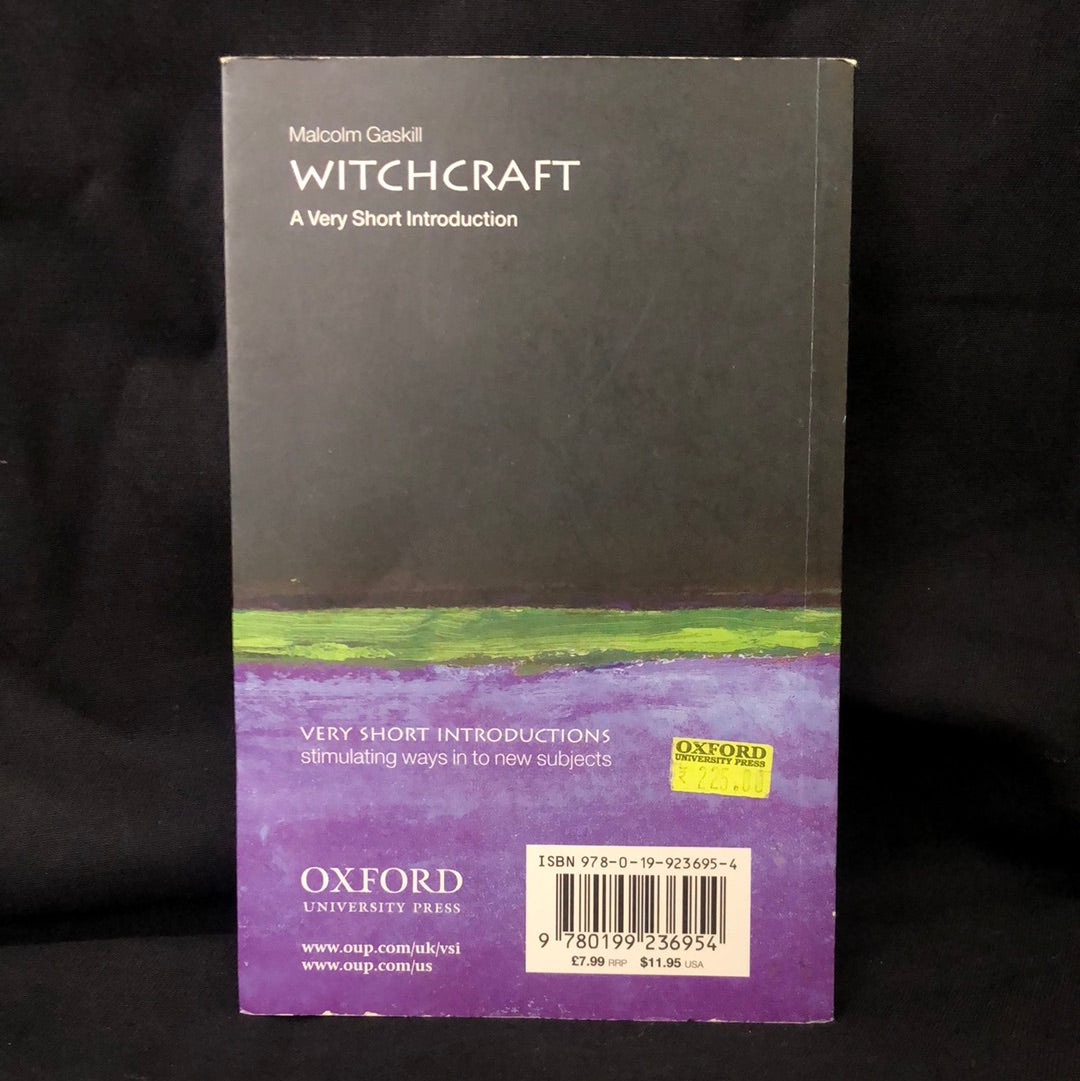 Malcolm Gaskill
WITCHCRAFT
A Very Short Introduction
VERY SHORT INTRODUCTIONS
stimulating ways in to new subjects
OXFORD
UNIVERSITY PRESS
₹ 225.00
ISBN 978-0-19-923695-4
9 780199 236954
£7.99 RRP $11.95 USA
OXFORD
UNIVERSITY PRESS
www.oup.com/uk/vsi
www.oup.com/us